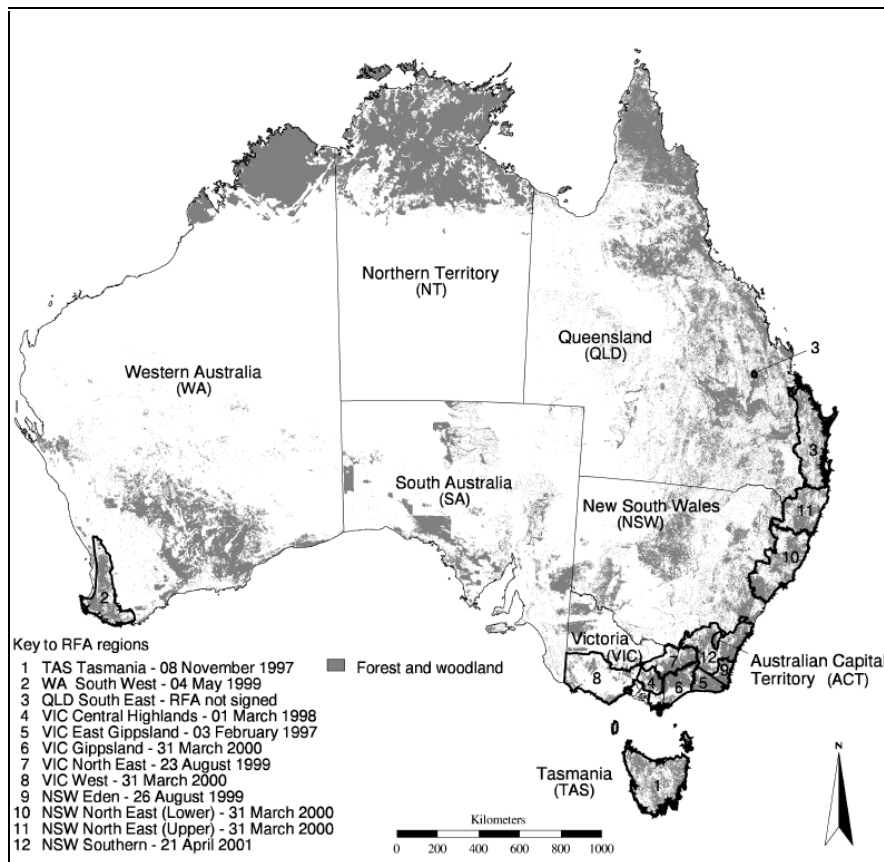 Northern Territory
(NT)
Queensland
(QLD)
3
Western Australia
(WA)
South Australia
(SA)
3
New South Wales
(NSW)
11
10
2
Victoria
(VIC)
12
7
9
8
4
6
5
Australian Capital
Territory (ACT)
Key to RFA regions
1 TAS Tasmania - 08 November 1997
2 WA South West - 04 May 1999
3 QLD South East - RFA not signed
4 VIC Central Highlands - 01 March 1998
5 VIC East Gippsland - 03 February 1997
6 VIC Gippsland - 31 March 2000
7 VIC North East - 23 August 1999
8 VIC West - 31 March 2000
9 NSW Eden - 26 August 1999
10 NSW North East (Lower) - 31 March 2000
11 NSW North East (Upper) - 31 March 2000
12 NSW Southern - 21 April 2001
Forest and woodland
Tasmania
(TAS)
1
N
Kilometers
0 200 400 600 800 1000